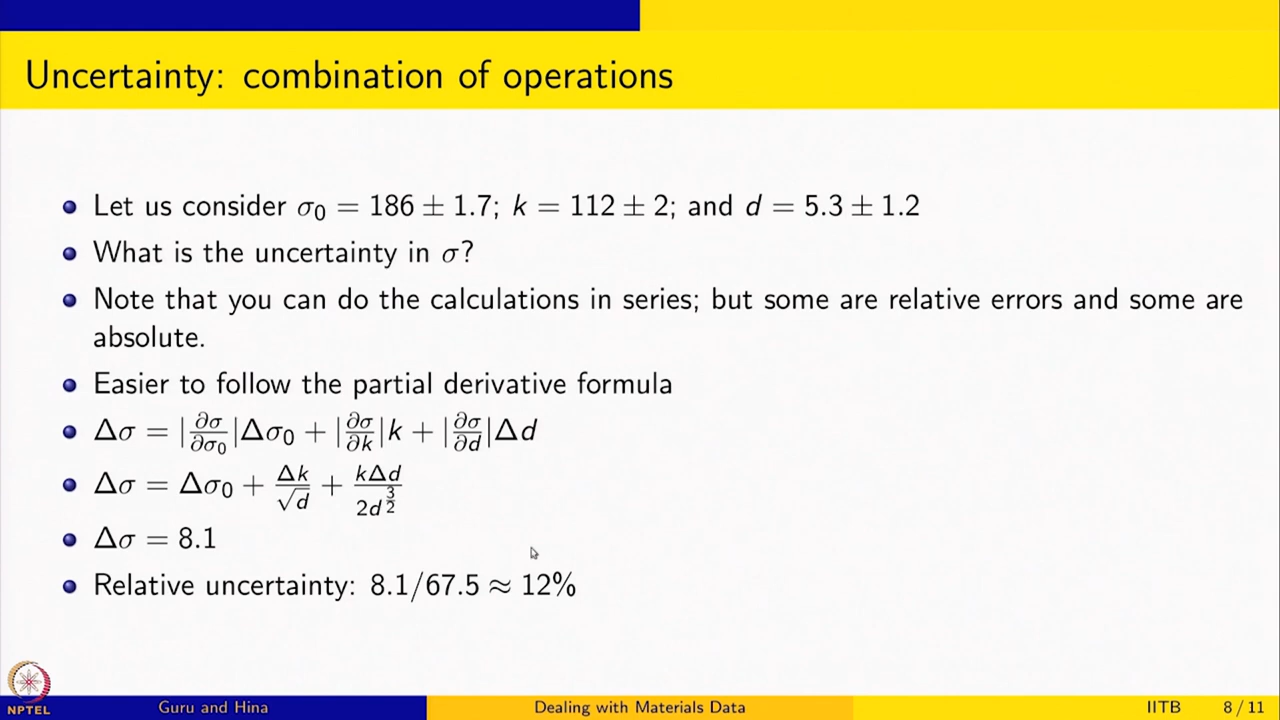 Uncertainty: combination of operations
Let us consider σ₀ = 186 ± 1.7; k = 112 ± 2; and d = 5.3 ± 1.2
What is the uncertainty in σ?
Note that you can do the calculations in series; but some are relative errors and some are
absolute.
Easier to follow the partial derivative formula
Δσ = |∂σ/∂σ₀|Δσ₀ + |∂σ/∂k|k + |∂σ/∂d|Δd
Δσ = Δσ₀ + Δk/√d + kΔd/2d^(3/2)
Δσ = 8.1
Relative uncertainty: 8.1/67.5 ≈ 12%
NPTEL
Guru and Hina
Dealing with Materials Data
IITB
8 / 11